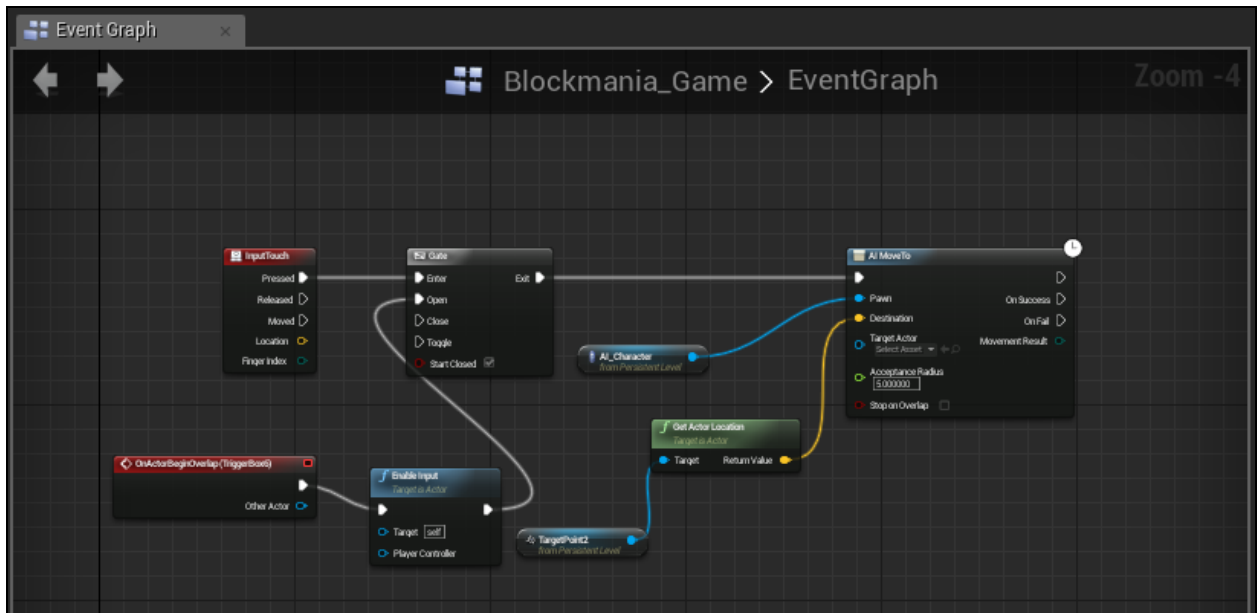 Event Graph
Blockmania_Game > EventGraph
Zoom -4
InputTouch
Pressed
Released
Moved
Location
Finger Index
Gate
Enter
Exit
Open
Close
Toggle
Start Closed
AI_Character
from Persistent Level
AI MoveTo
Pawn
On Success
Destination
On Fail
Target Actor
Select Asset
Movement Result
Acceptance Radius
5.000000
Stop on Overlap
Get Actor Location
Target is Actor
Target
Return Value
OnActorBeginOverlap (TriggerBox6)
Other Actor
Enable Input
Target is Actor
Target
self
Player Controller
TargetPoint2
from Persistent Level